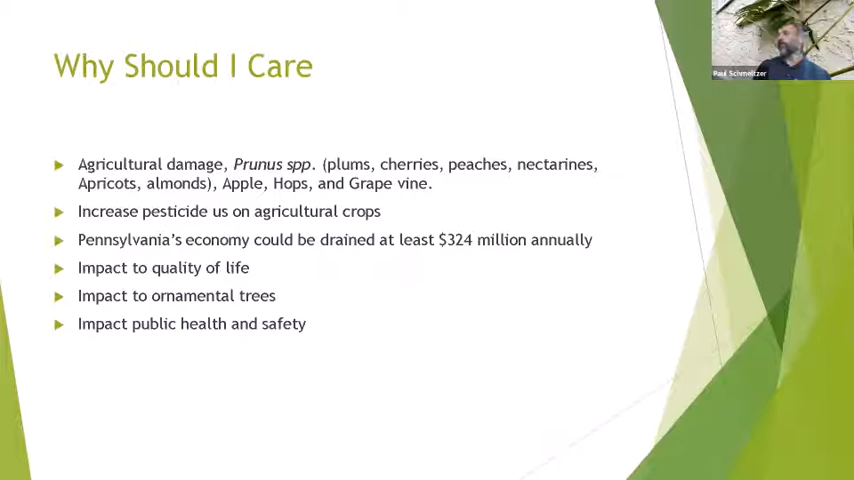 Why Should I Care
Paul Schmeltzer
Agricultural damage, Prunus spp. (plums, cherries, peaches, nectarines,
Apricots, almonds), Apple, Hops, and Grape vine.
Increase pesticide us on agricultural crops
Pennsylvania's economy could be drained at least $324 million annually
Impact to quality of life
Impact to ornamental trees
Impact public health and safety